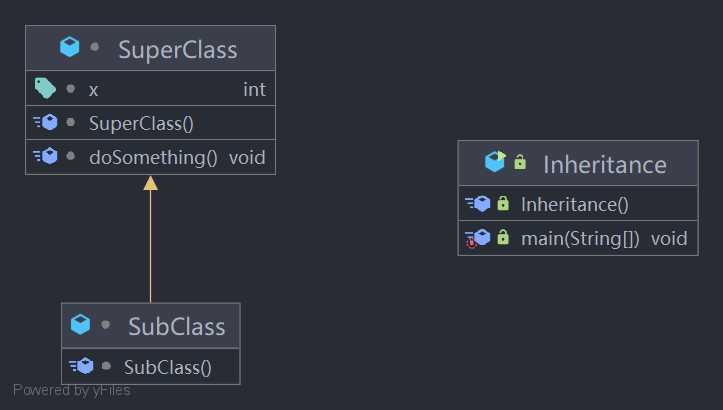 SuperClass
x int
SuperClass()
doSomething() void
Inheritance
Inheritance()
main(String[]) void
SubClass
SubClass()
Powered by yFiles